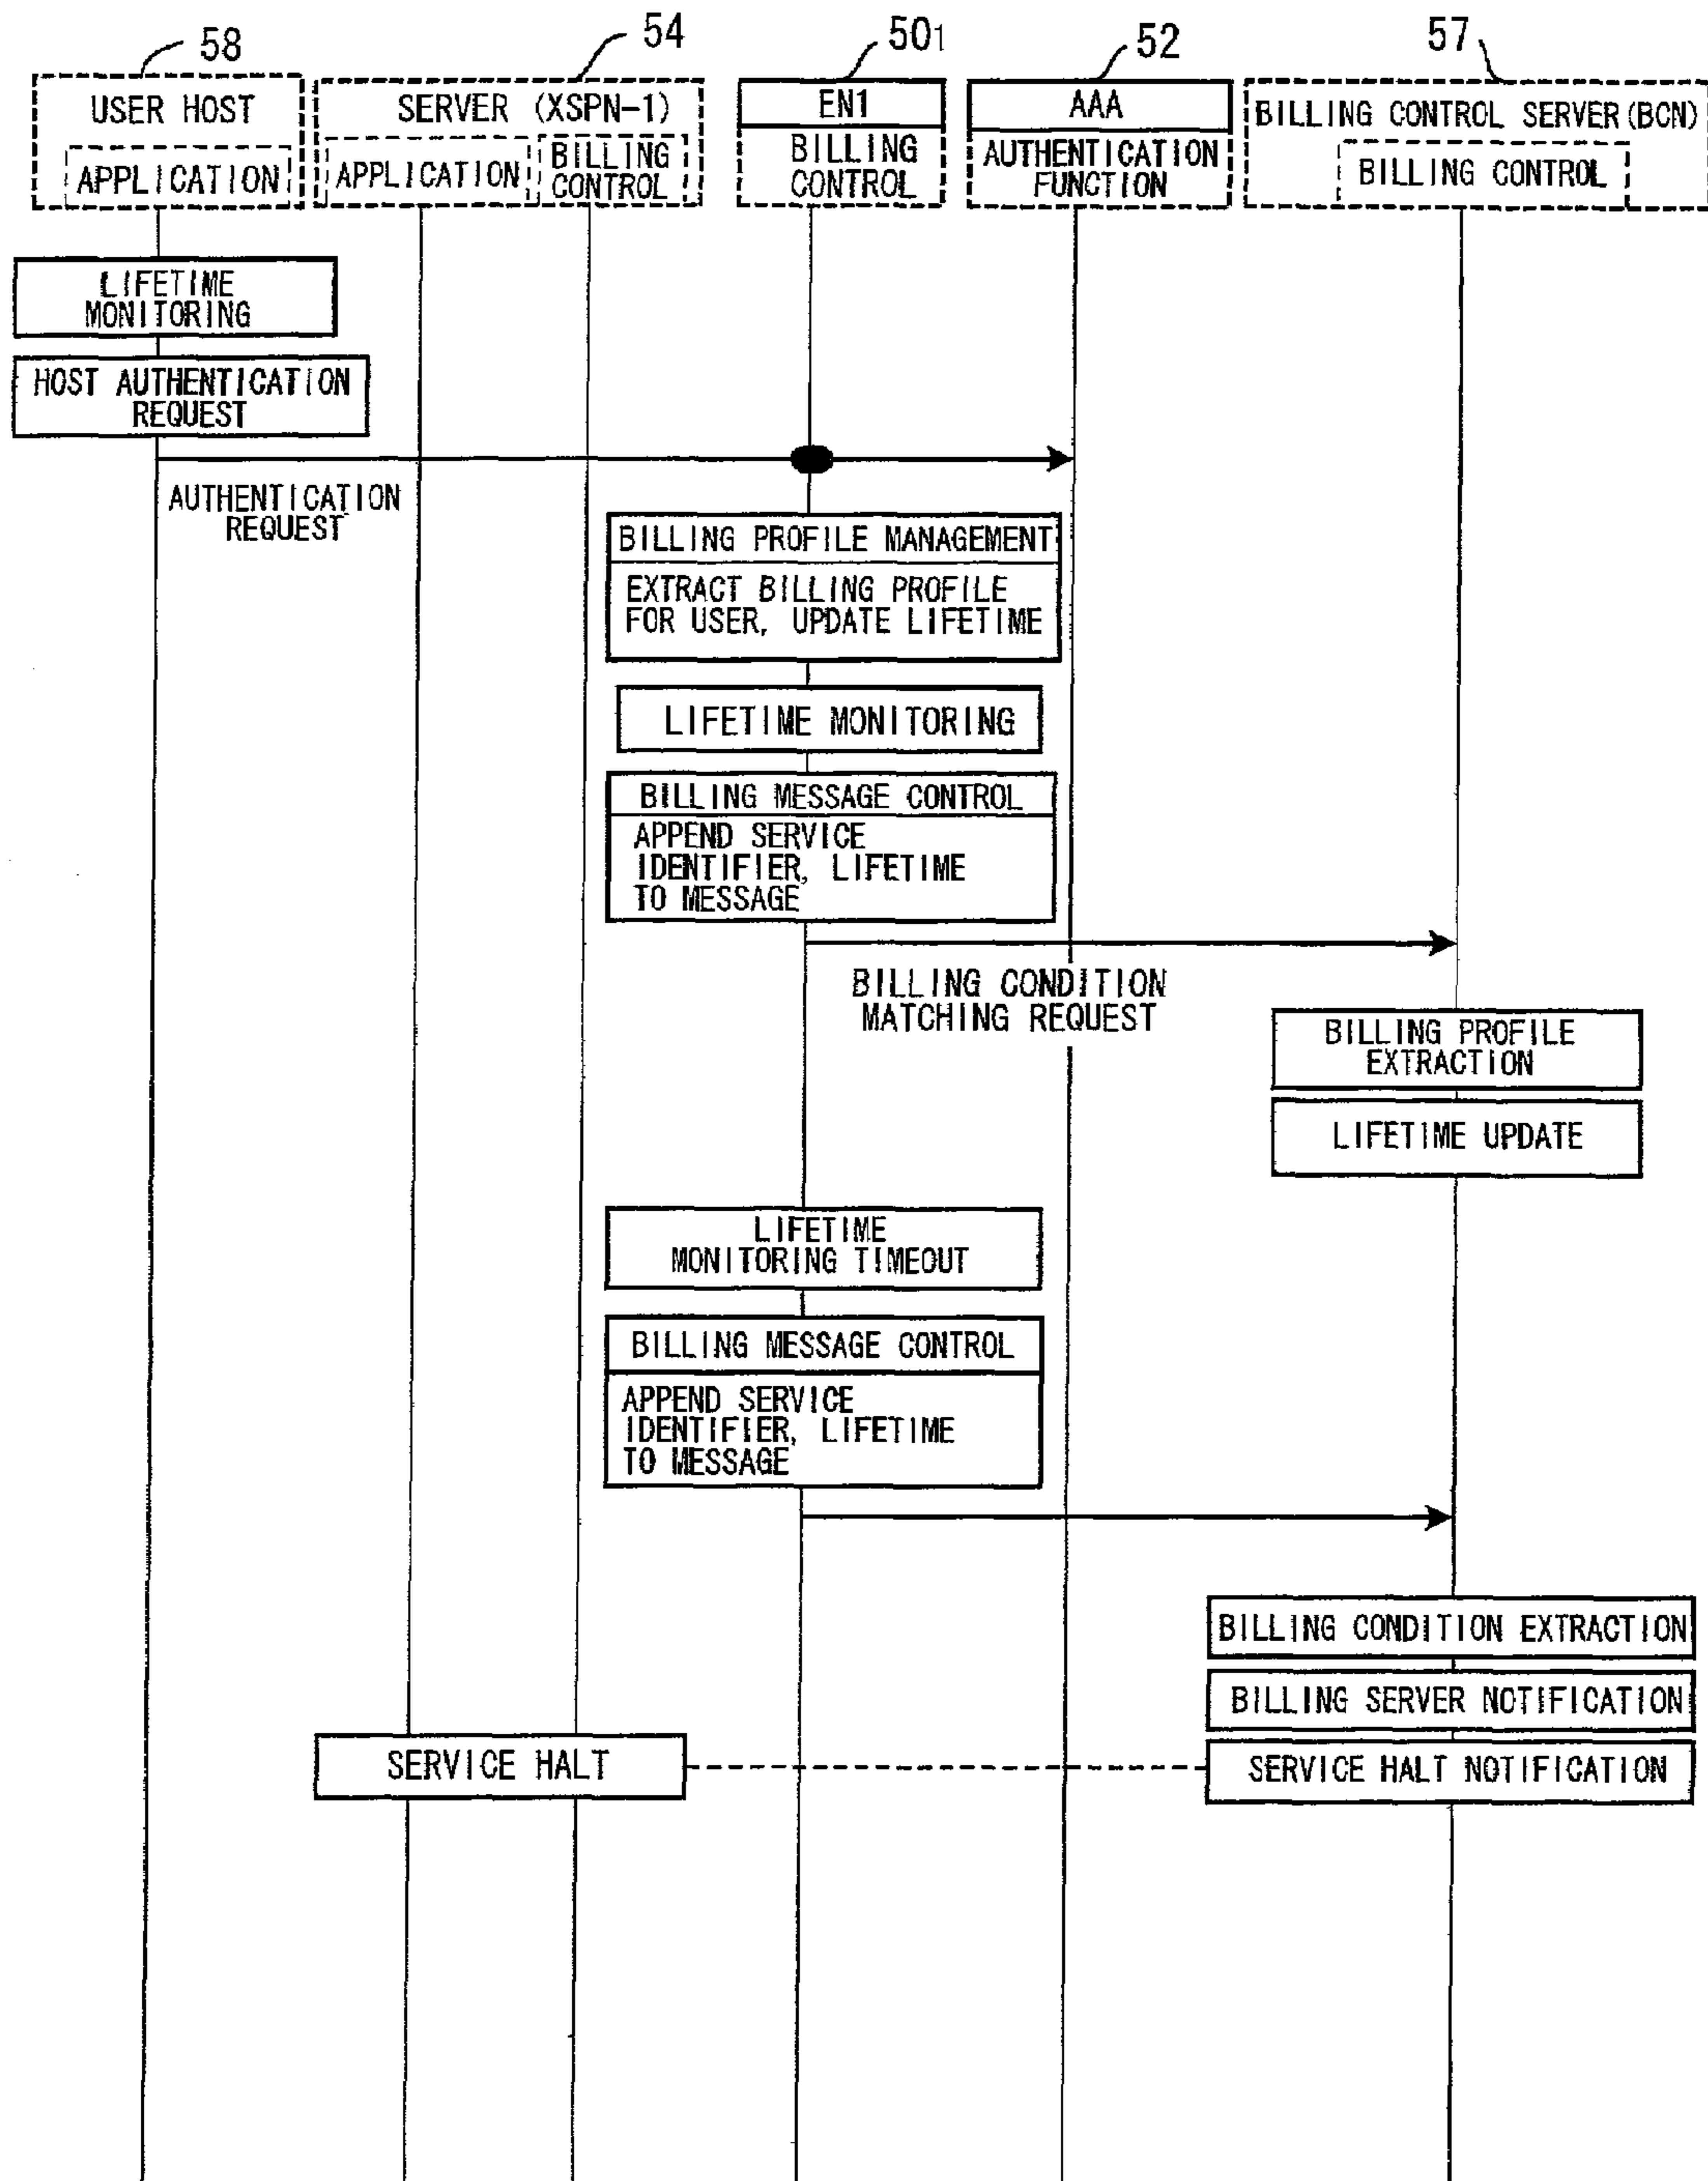 58
54
501
52
57
USER HOST
APPLICATION
SERVER (XSPN-1)
APPLICATION
BILLING
CONTROL
EN1
BILLING
CONTROL
AAA
AUTHENTICATION
FUNCTION
BILLING CONTROL SERVER(BCN)
BILLING CONTROL
LIFETIME
MONITORING
HOST AUTHENTICATION
REQUEST
AUTHENTICATION
REQUEST
BILLING PROFILE MANAGEMENT
EXTRACT BILLING PROFILE
FOR USER, UPDATE LIFETIME
LIFETIME MONITORING
BILLING MESSAGE CONTROL
APPEND SERVICE
IDENTIFIER, LIFETIME
TO MESSAGE
BILLING CONDITION
MATCHING REQUEST
BILLING PROFILE
EXTRACTION
LIFETIME UPDATE
LIFETIME
MONITORING TIMEOUT
BILLING MESSAGE CONTROL
APPEND SERVICE
IDENTIFIER, LIFETIME
TO MESSAGE
BILLING CONDITION EXTRACTION
BILLING SERVER NOTIFICATION
SERVICE HALT
SERVICE HALT NOTIFICATION